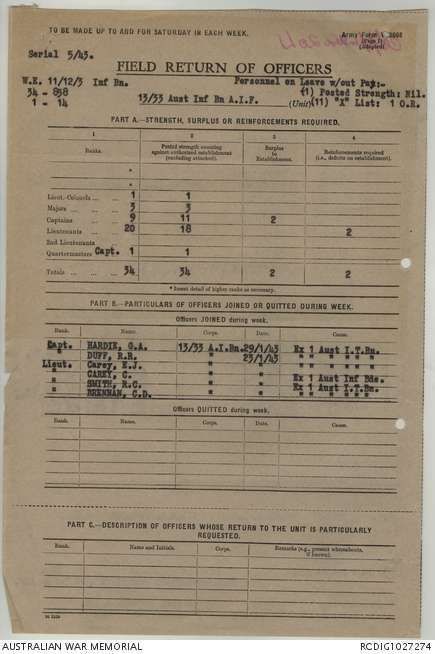 TO BE MADE UP TO AND FOR SATURDAY IN EACH WEEK.
Army Form
Serial 5/43.
FIELD RETURN OF OFFICERS
W.E. 11/12/3 Inf Bn. Personnel on Leave w/out Pay:-
34 - 838 (1) Posted Strength: Nil.
1 - 14 13/33 Aust Inf Bn A.I.F. (Unit) (11) "X" List: 1 O.R.
PART A.—STRENGTH, SURPLUS OR REINFORCEMENTS REQUIRED.
1 2 3 4
Ranks. Posted strength counting against authorized establishment (excluding attached). Surplus to Establishment. Reinforcements required (i.e., deficits on establishment).
*
*
Lieut.-Colonels 1 1
Majors 3 3
Captains 9 11 2
Lieutenants 20 18 2
2nd Lieutenants
Quartermasters Capt. 1 1
Totals 34 34 2 2
* Insert detail of higher ranks as necessary.
PART B.—PARTICULARS OF OFFICERS JOINED OR QUITTED DURING WEEK.
Officers JOINED during week.
Rank. Name. Corps. Date. Cause.
Capt. HARDIE, G.A. 13/33 A.I.Bn. 29/1/43 Ex 1 Aust I.T.Bn.
" DUFF, R.R. " 23/1/43 " " " "
Lieut. Carey, E.J. " " " " " "
" CAREY, C. " " Ex 1 Aust Inf Bde.
" SMITH, R.C. " " Ex 1 Aust I.T.Bn.
" BRENNAN, C.D. " " " " " "
Officers QUITTED during week.
Rank. Name. Corps. Date. Cause.
PART C.—DESCRIPTION OF OFFICERS WHOSE RETURN TO THE UNIT IS PARTICULARLY
REQUESTED.
Rank. Name and Initials. Corps. Remarks (e.g., present whereabouts, if known).
AUSTRALIAN WAR MEMORIAL RCDIG1027274